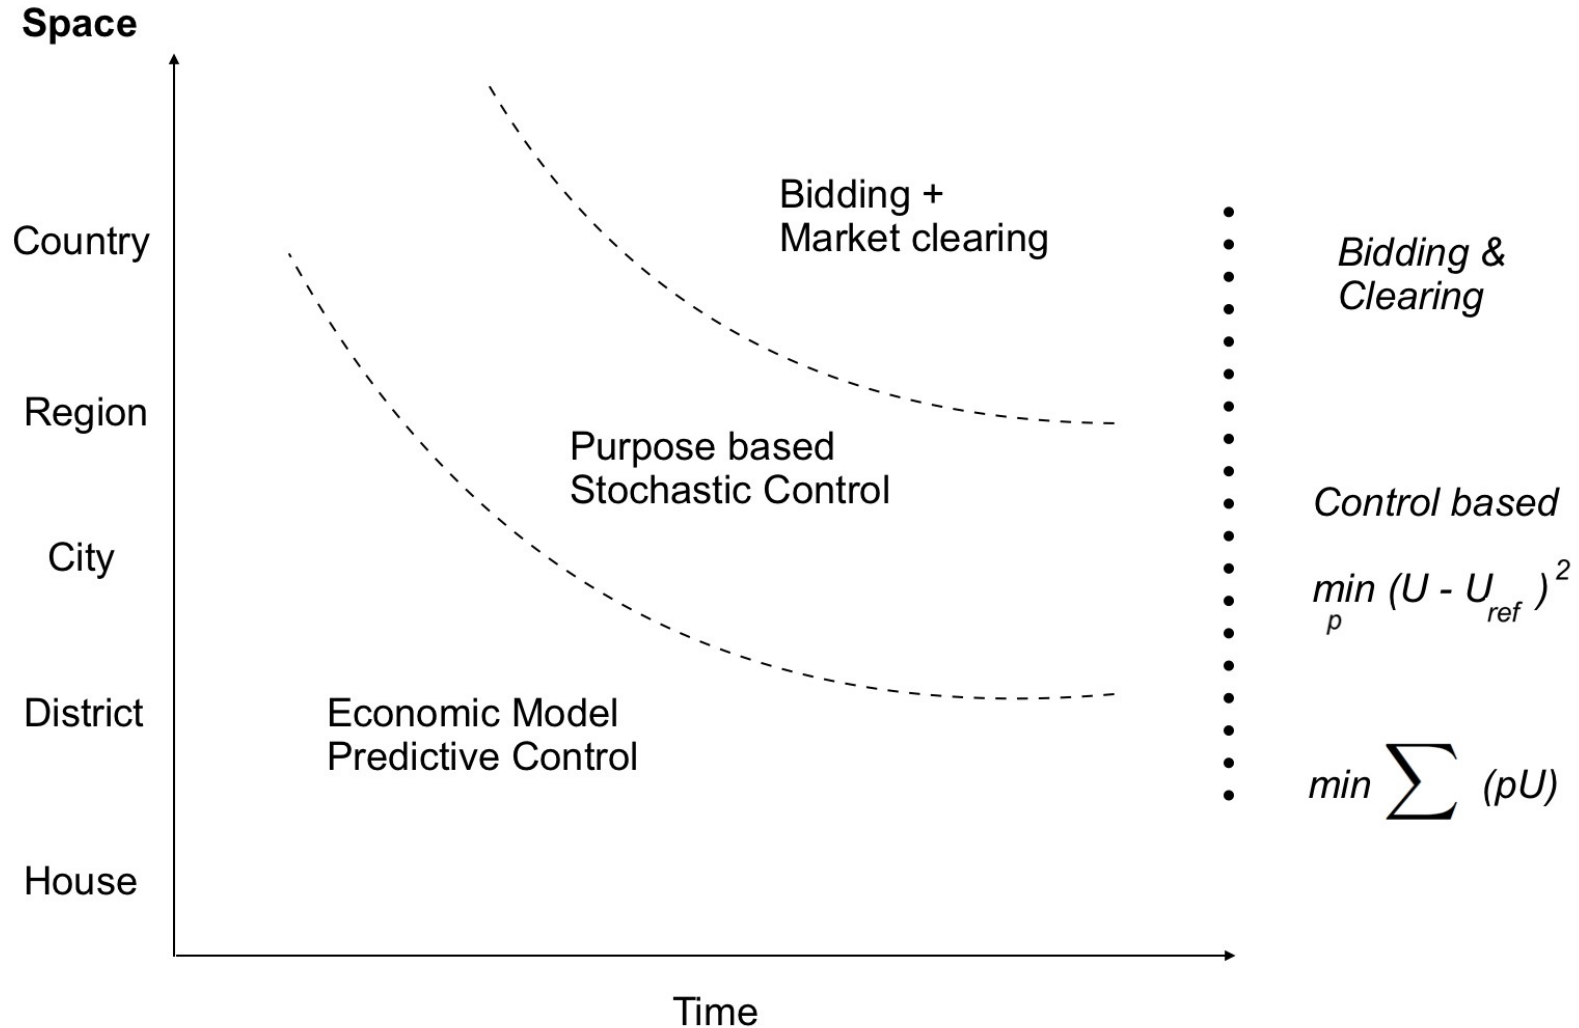 Space
Country
Region
City
District
House
Bidding +
Market clearing
Purpose based
Stochastic Control
Economic Model
Predictive Control
Time
Bidding &
Clearing
Control based
min (U - U_ref)^2
p
min ∑ (pU)